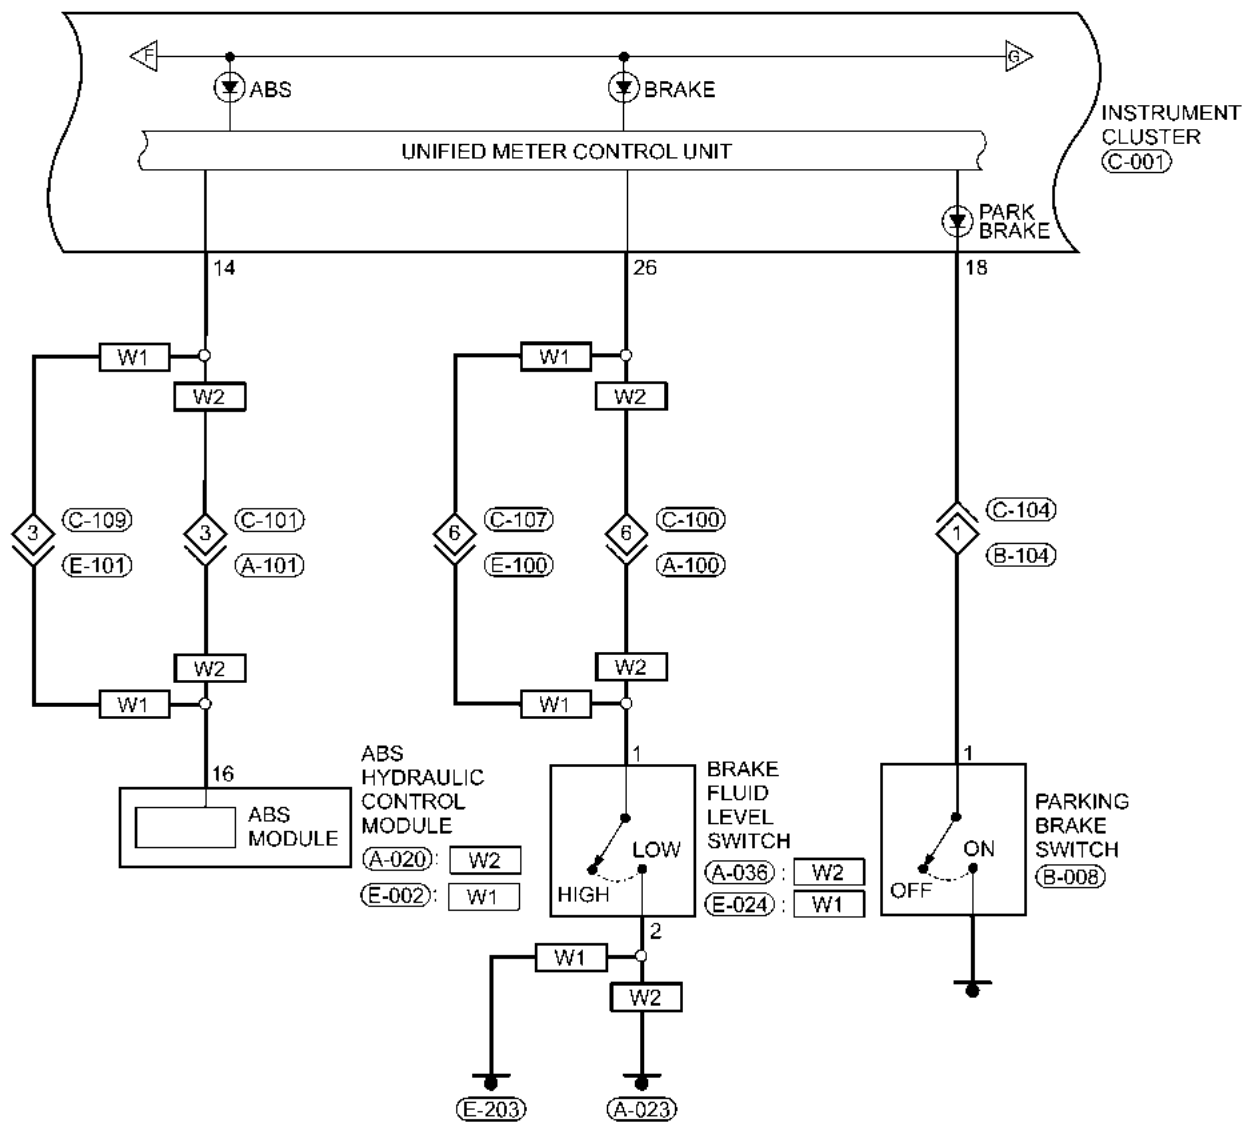 F
G
ABS
BRAKE
INSTRUMENT
CLUSTER
C-001
UNIFIED METER CONTROL UNIT
PARK
BRAKE
14
26
18
W1
W1
W2
W2
3
C-109
E-101
3
C-101
A-101
6
C-107
E-100
6
C-100
A-100
1
C-104
B-104
W2
W2
W1
W1
16
ABS
MODULE
ABS
HYDRAULIC
CONTROL
MODULE
A-020 : W2
E-002 : W1
1
LOW
HIGH
2
BRAKE
FLUID
LEVEL
SWITCH
A-036 : W2
E-024 : W1
1
ON
OFF
PARKING
BRAKE
SWITCH
B-008
W1
W2
E-203
A-023